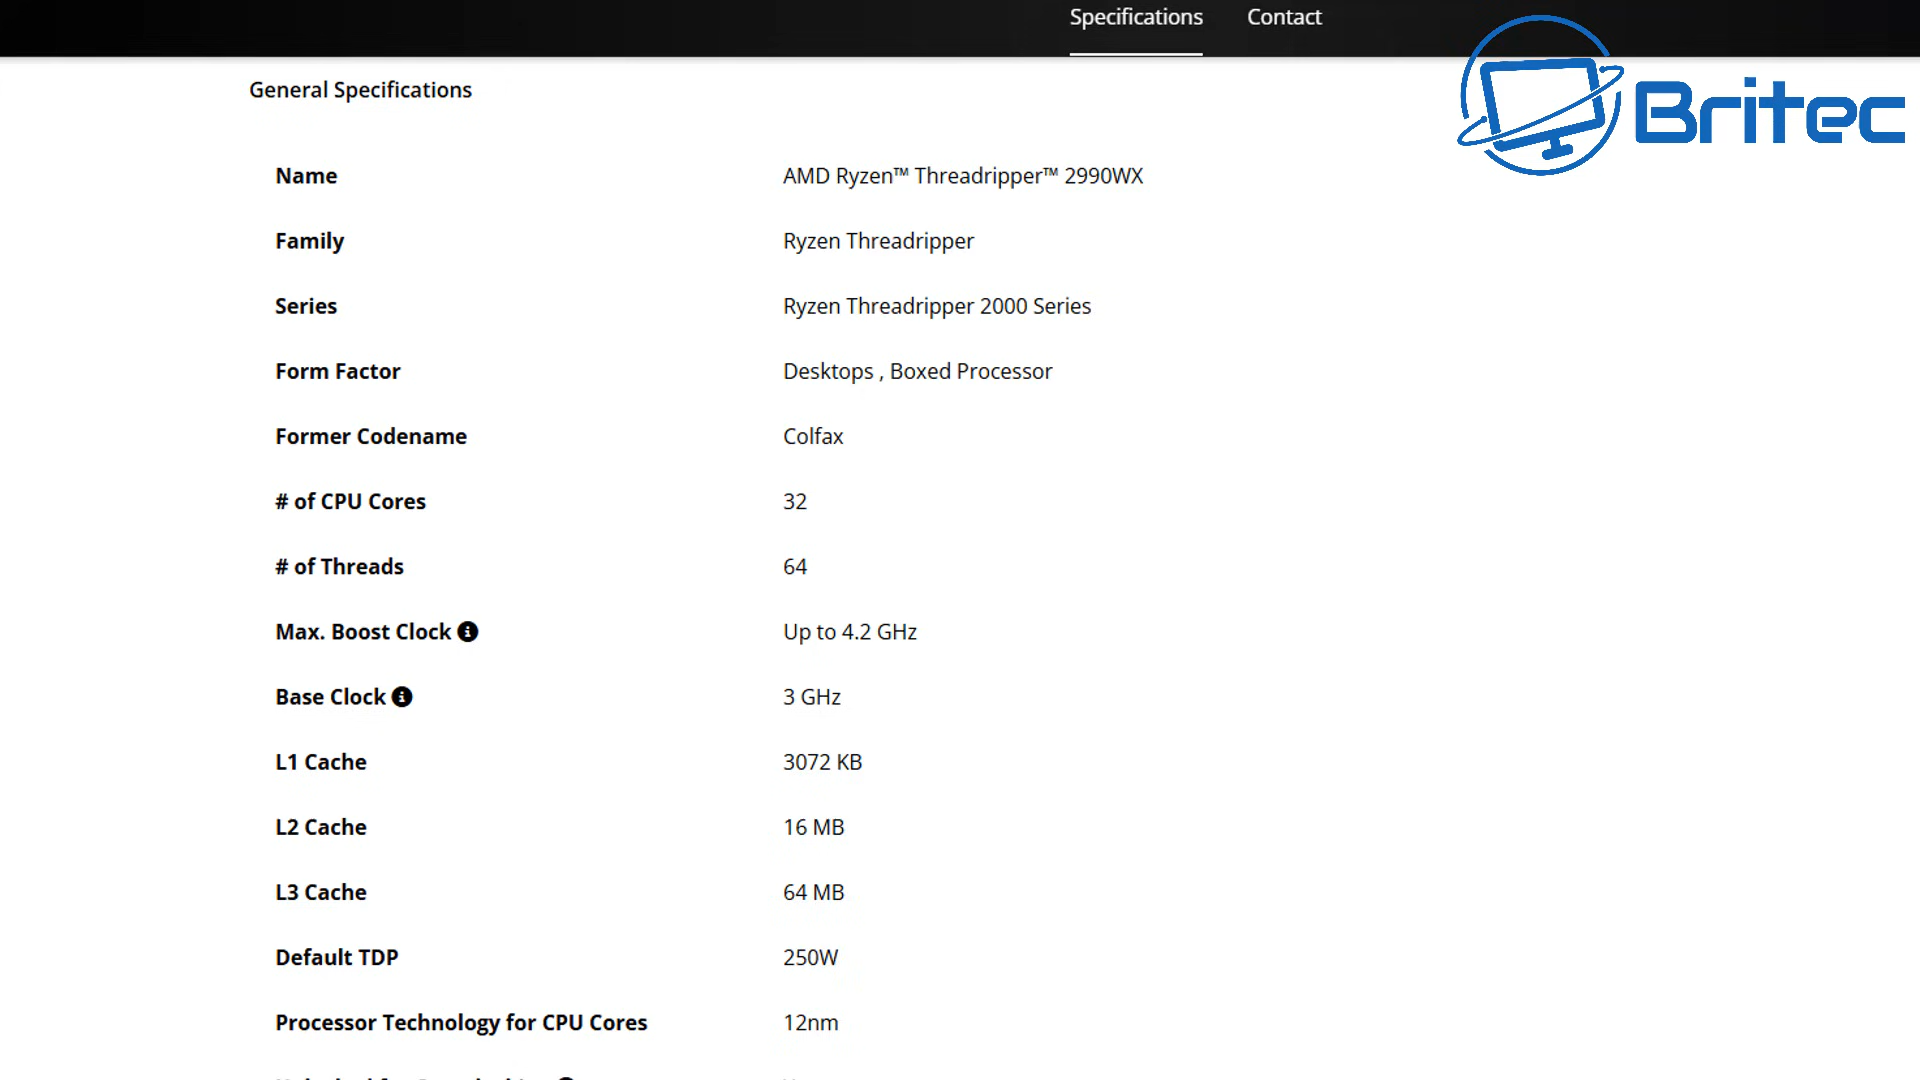 Specifications Contact
Britec
General Specifications
Name AMD Ryzen™ Threadripper™ 2990WX
Family Ryzen Threadripper
Series Ryzen Threadripper 2000 Series
Form Factor Desktops , Boxed Processor
Former Codename Colfax
# of CPU Cores 32
# of Threads 64
Max. Boost Clock Up to 4.2 GHz
Base Clock 3 GHz
L1 Cache 3072 KB
L2 Cache 16 MB
L3 Cache 64 MB
Default TDP 250W
Processor Technology for CPU Cores 12nm